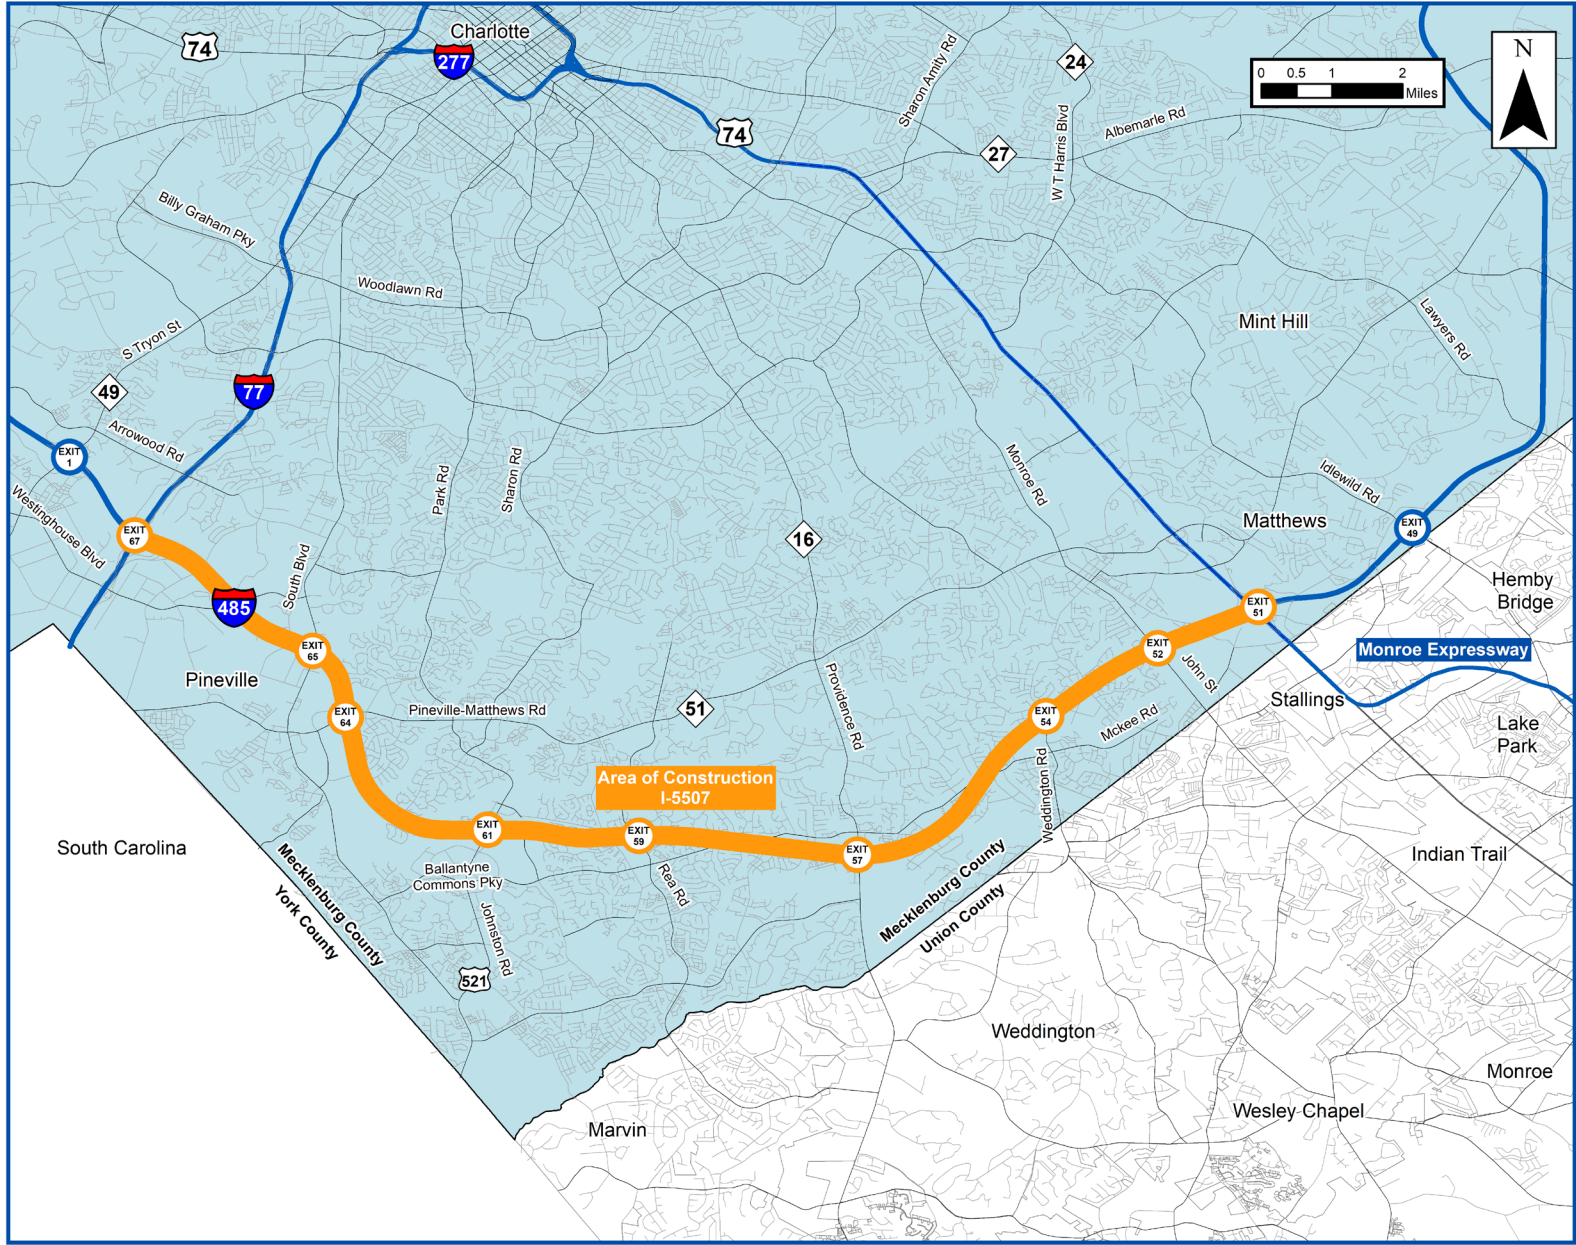 Charlotte
74
277
24
Sharon Amity Rd
N
0 0.5 1 2
Miles
74
W T Harris Blvd
Albemarle Rd
27
Billy Graham Pky
Woodlawn Rd
Mint Hill
Lawyers Rd
S Tryon St
49
77
Arrowood Rd
EXIT
1
Park Rd
Sharon Rd
Monroe Rd
Idlewild Rd
Westinghouse Blvd
EXIT
67
16
Matthews
EXIT
49
South Blvd
485
Hemby
Bridge
EXIT
51
EXIT
65
EXIT
52
Monroe Expressway
John St
Pineville
Stallings
EXIT
64
Pineville-Matthews Rd
51
Providence Rd
EXIT
54
Mckee Rd
Lake
Park
Weddington Rd
Area of Construction
I-5507
EXIT
61
EXIT
59
EXIT
57
South Carolina
Mecklenburg County
York County
Ballantyne
Commons Pky
Rea Rd
Mecklenburg County
Union County
Indian Trail
Johnston Rd
521
Weddington
Monroe
Wesley Chapel
Marvin